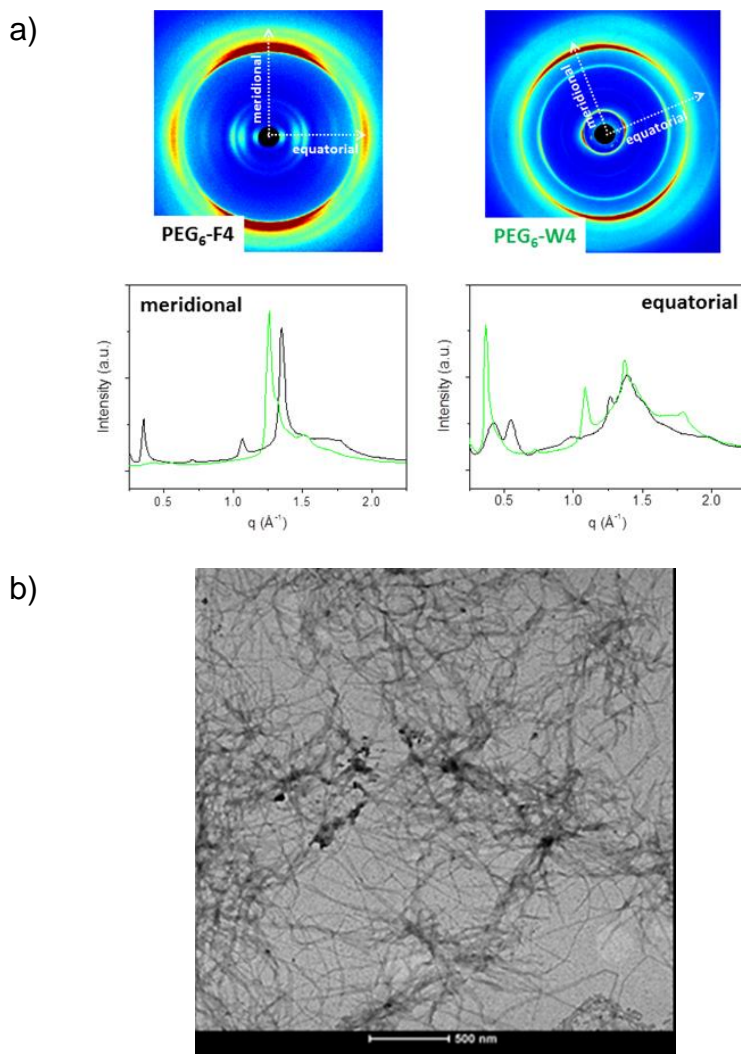 a)
meridional
equatorial
PEG₆-F4
meridional
equatorial
PEG₆-W4
meridional
Intensity (a.u.)
0.5 1.0 1.5 2.0
q (Å⁻¹)
equatorial
Intensity (a.u.)
0.5 1.0 1.5 2.0
q (Å⁻¹)
b)
500 nm